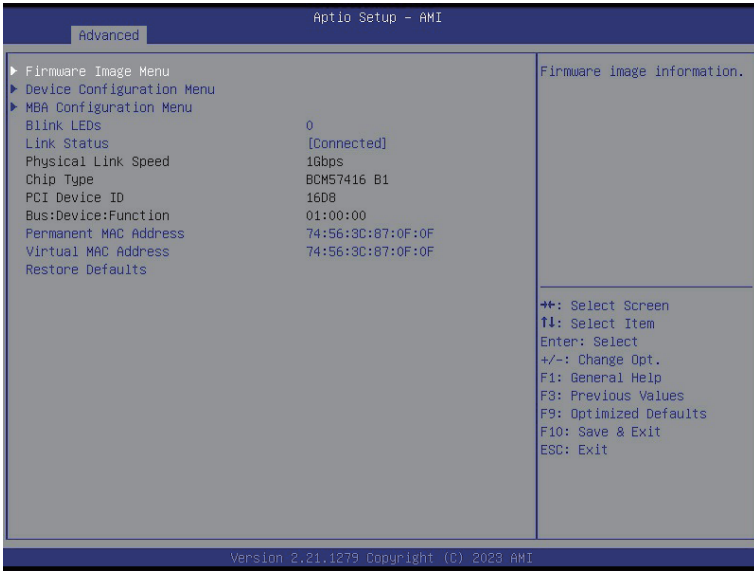 Aptio Setup – AMI
Advanced
Firmware Image Menu
Device Configuration Menu
MBA Configuration Menu
Blink LEDs 0
Link Status [Connected]
Physical Link Speed 1Gbps
Chip Type BCM57416 B1
PCI Device ID 16D8
Bus:Device:Function 01:00:00
Permanent MAC Address 74:56:3C:87:0F:0F
Virtual MAC Address 74:56:3C:87:0F:0F
Restore Defaults
Firmware image information.
→←: Select Screen
↑↓: Select Item
Enter: Select
+/-: Change Opt.
F1: General Help
F3: Previous Values
F9: Optimized Defaults
F10: Save & Exit
ESC: Exit
Version 2.21.1279 Copyright (C) 2023 AMI